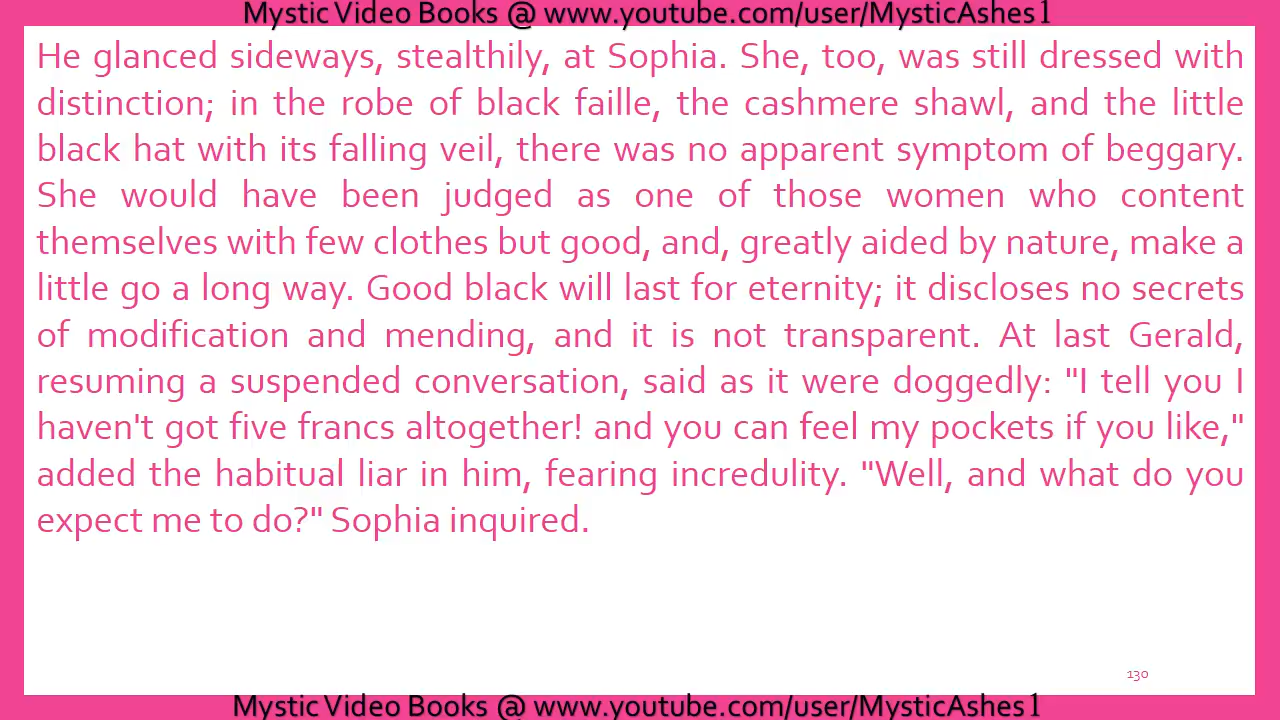 Mystic Video Books @ www.youtube.com/user/MysticAshes1
He glanced sideways, stealthily, at Sophia. She, too, was still dressed with
distinction; in the robe of black faille, the cashmere shawl, and the little
black hat with its falling veil, there was no apparent symptom of beggary.
She would have been judged as one of those women who content
themselves with few clothes but good, and, greatly aided by nature, make a
little go a long way. Good black will last for eternity; it discloses no secrets
of modification and mending, and it is not transparent. At last Gerald,
resuming a suspended conversation, said as it were doggedly: "I tell you I
haven't got five francs altogether! and you can feel my pockets if you like,"
added the habitual liar in him, fearing incredulity. "Well, and what do you
expect me to do?" Sophia inquired.
130
Mystic Video Books @ www.youtube.com/user/MysticAshes1